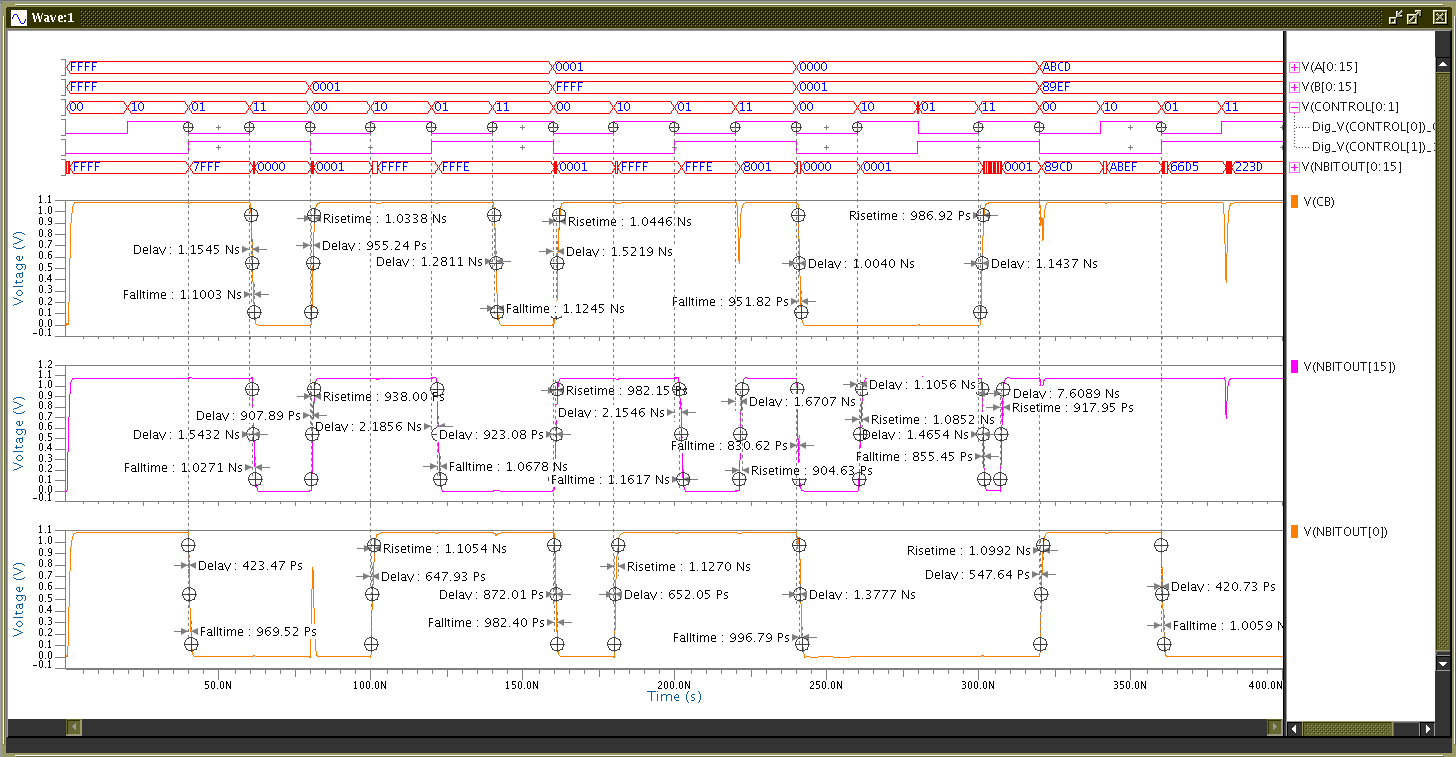 Wave:1
FFFF 0001 0000 ABCD V(A[0:15]
FFFF 0001 FFFF 0001 89EF V(B[0:15]
00 10 01 11 00 10 01 11 00 10 01 11 00 10 01 11 00 10 01 11 V(CONTROL[0:1]
Dig_V(CONTROL[0])_
Dig_V(CONTROL[1])_
FFFF 7FFF 0000 0001 FFFF FFFE 0001 FFFF FFFE 8001 0000 0001 0001 89CD ABEF 66D5 223D V(NBITOUT[0:15]
Voltage (V)
1.1
1.0
0.9
0.8
0.7
0.6
0.5
0.4
0.3
0.2
0.1
0.0
-0.1
V(CB)
Risetime : 1.0338 Ns
Risetime : 1.0446 Ns
Risetime : 986.92 Ps
Delay : 1.1545 Ns
Delay : 955.24 Ps
Delay : 1.5219 Ns
Delay : 1.2811 Ns
Delay : 1.0040 Ns
Delay : 1.1437 Ns
Falltime : 1.1003 Ns
Falltime : 1.1245 Ns
Falltime : 951.82 Ps
Voltage (V)
1.2
1.1
1.0
0.9
0.8
0.7
0.6
0.5
0.4
0.3
0.2
0.1
0.0
-0.1
V(NBITOUT[15])
Risetime : 938.00 Ps
Risetime : 982.15 Ps
Delay : 1.1056 Ns
Delay : 7.6089 Ns
Delay : 1.6707 Ns
Risetime : 917.95 Ps
Delay : 907.89 Ps
Delay : 2.1546 Ns
Risetime : 1.0852 Ns
Delay : 2.1856 Ns
Delay : 1.5432 Ns
Delay : 923.08 Ps
Delay : 1.4654 Ns
Falltime : 830.62 Ps
Falltime : 855.45 Ps
Falltime : 1.0271 Ns
Falltime : 1.0678 Ns
Risetime : 904.63 Ps
Falltime : 1.1617 Ns
Voltage (V)
1.1
1.0
0.9
0.8
0.7
0.6
0.5
0.4
0.3
0.2
0.1
0.0
-0.1
V(NBITOUT[0])
Risetime : 1.1054 Ns
Risetime : 1.0992 Ns
Delay : 423.47 Ps
Risetime : 1.1270 Ns
Delay : 647.93 Ps
Delay : 547.64 Ps
Delay : 420.73 Ps
Delay : 872.01 Ps
Delay : 652.05 Ps
Delay : 1.3777 Ns
Falltime : 982.40 Ps
Falltime : 1.0059 N
Falltime : 969.52 Ps
Falltime : 996.79 Ps
50.0N 100.0N 150.0N 200.0N 250.0N 300.0N 350.0N 400.0N
Time (s)